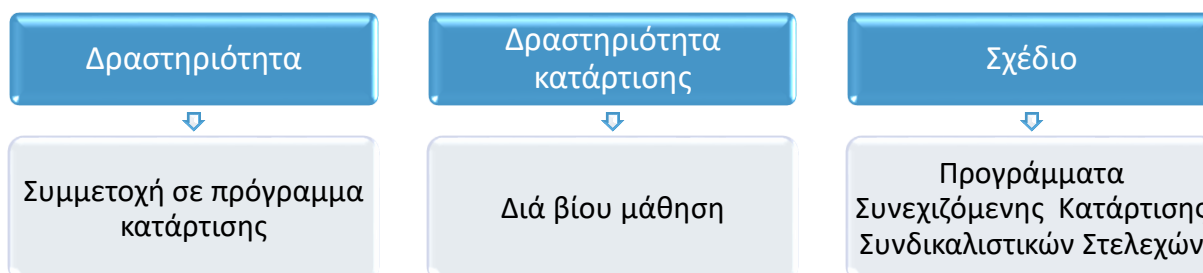 Δραστηριότητα
Συμμετοχή σε πρόγραμμα
κατάρτισης
Δραστηριότητα
κατάρτισης
Διά βίου μάθηση
Σχέδιο
Προγράμματα
Συνεχιζόμενης Κατάρτισης
Συνδικαλιστικών Στελεχών